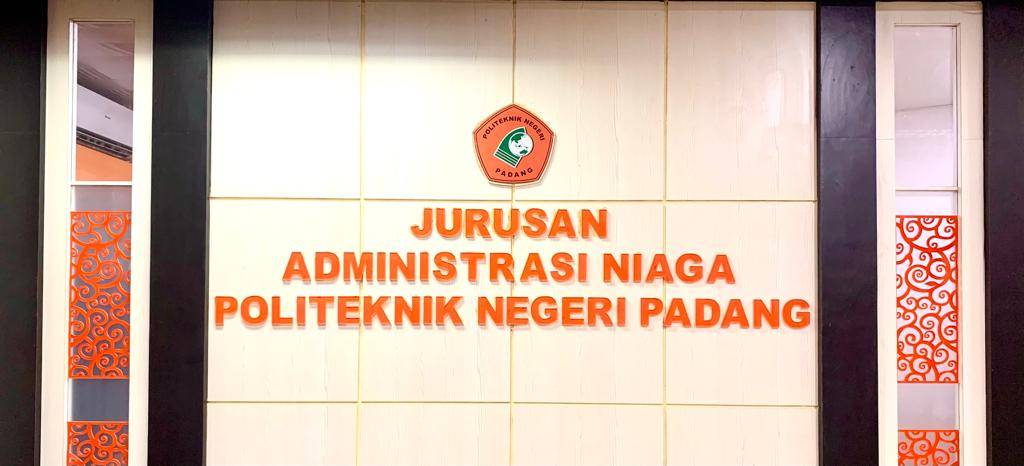 POLITEKNIK NEGERI
PADANG
JURUSAN
ADMINISTRASI NIAGA
POLITEKNIK NEGERI PADANG